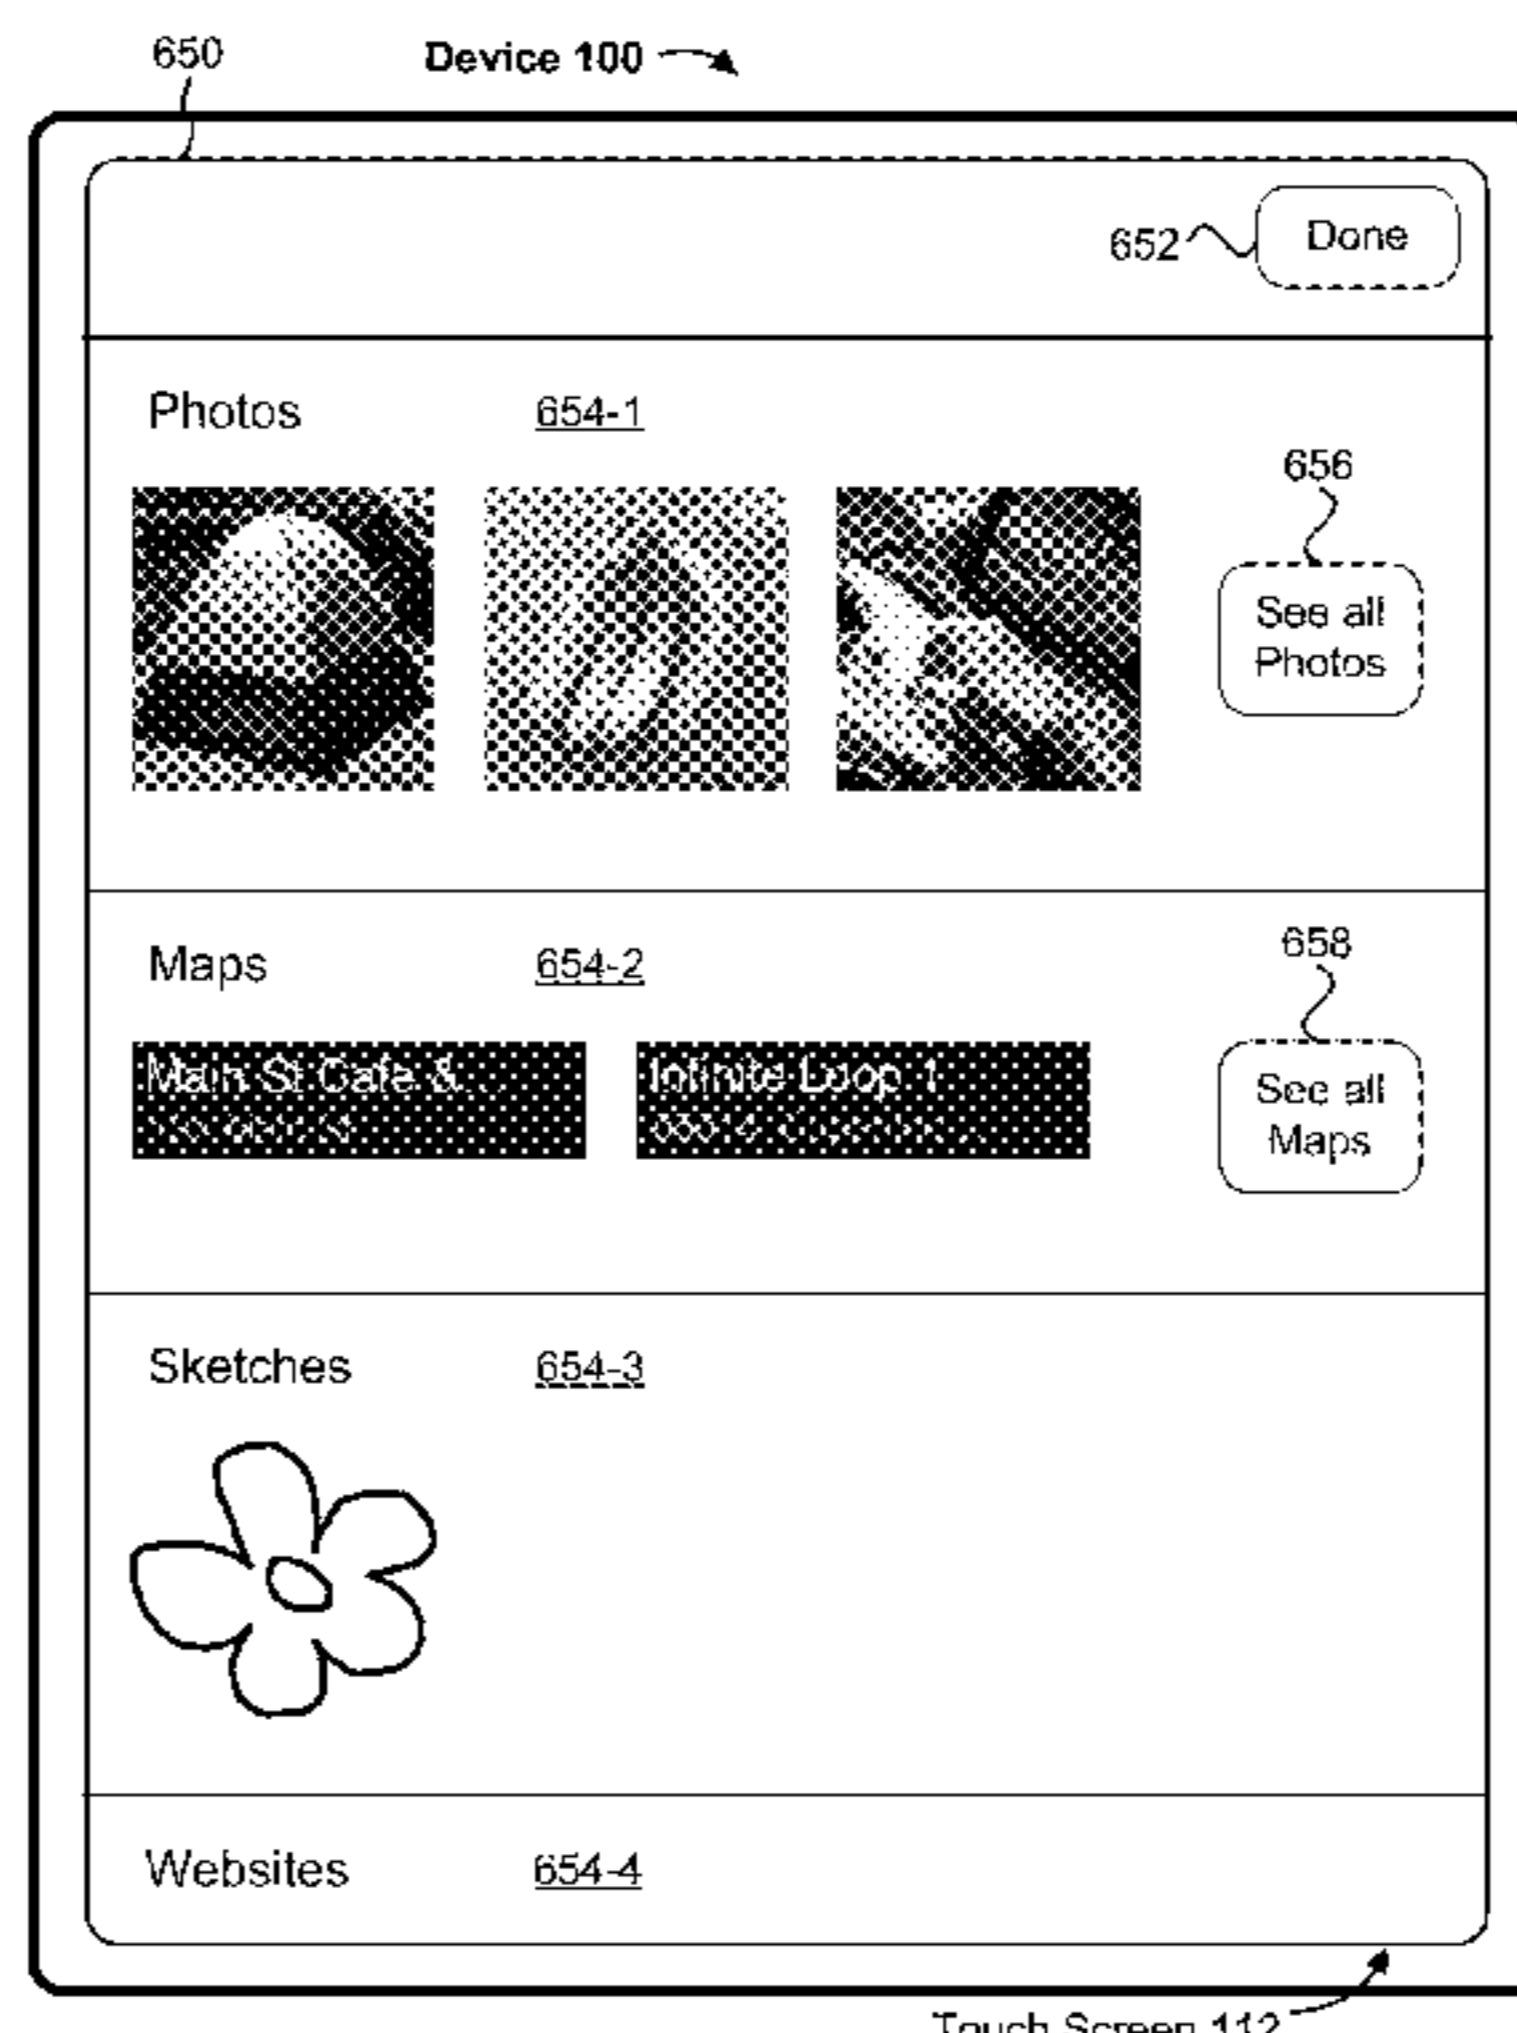 650
Device 100
652
Done
Photos
654-1
656
See all
Photos
Maps
654-2
658
Main St Cafe &
Infinite Loop 1
See all
Maps
Sketches
654-3
Websites
654-4
Touch Screen 112